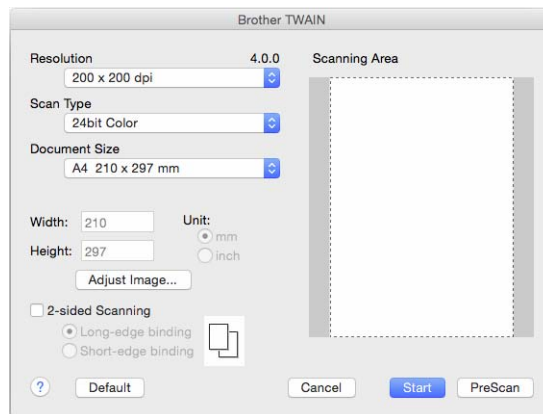 Brother TWAIN
Resolution 4.0.0
200 x 200 dpi
Scan Type
24bit Color
Document Size
A4 210 x 297 mm
Width: 210
Height: 297
Unit:
mm
inch
Adjust Image...
2-sided Scanning
Long-edge binding
Short-edge binding
Scanning Area
? Default Cancel Start PreScan